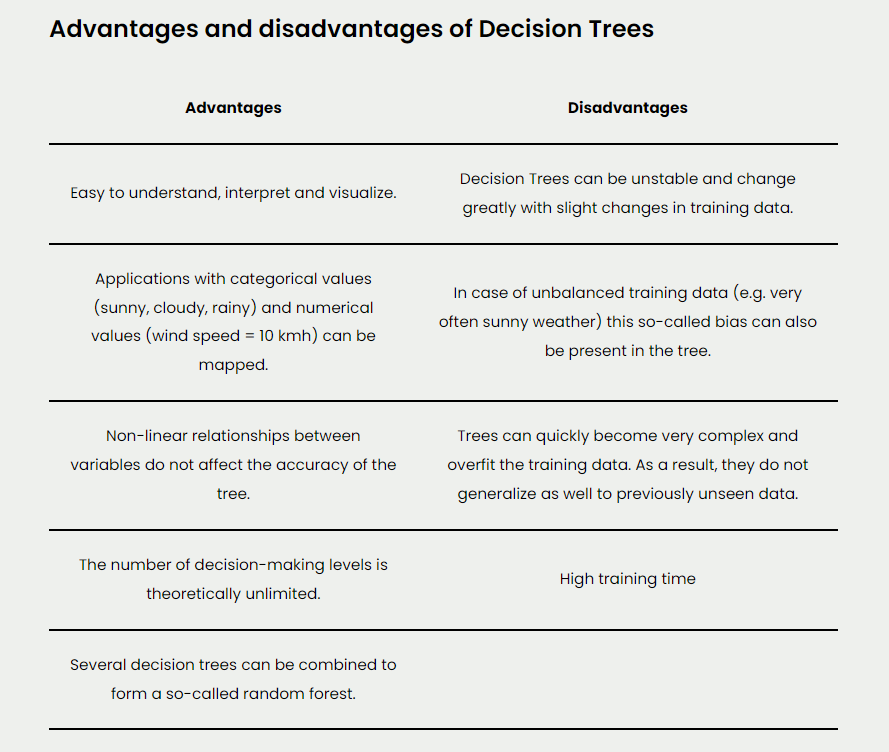 Advantages and disadvantages of Decision Trees
Advantages
Disadvantages
Easy to understand, interpret and visualize.
Decision Trees can be unstable and change
greatly with slight changes in training data.
Applications with categorical values
(sunny, cloudy, rainy) and numerical
values (wind speed = 10 kmh) can be
mapped.
In case of unbalanced training data (e.g. very
often sunny weather) this so-called bias can also
be present in the tree.
Non-linear relationships between
variables do not affect the accuracy of the
tree.
Trees can quickly become very complex and
overfit the training data. As a result, they do not
generalize as well to previously unseen data.
The number of decision-making levels is
theoretically unlimited.
High training time
Several decision trees can be combined to
form a so-called random forest.